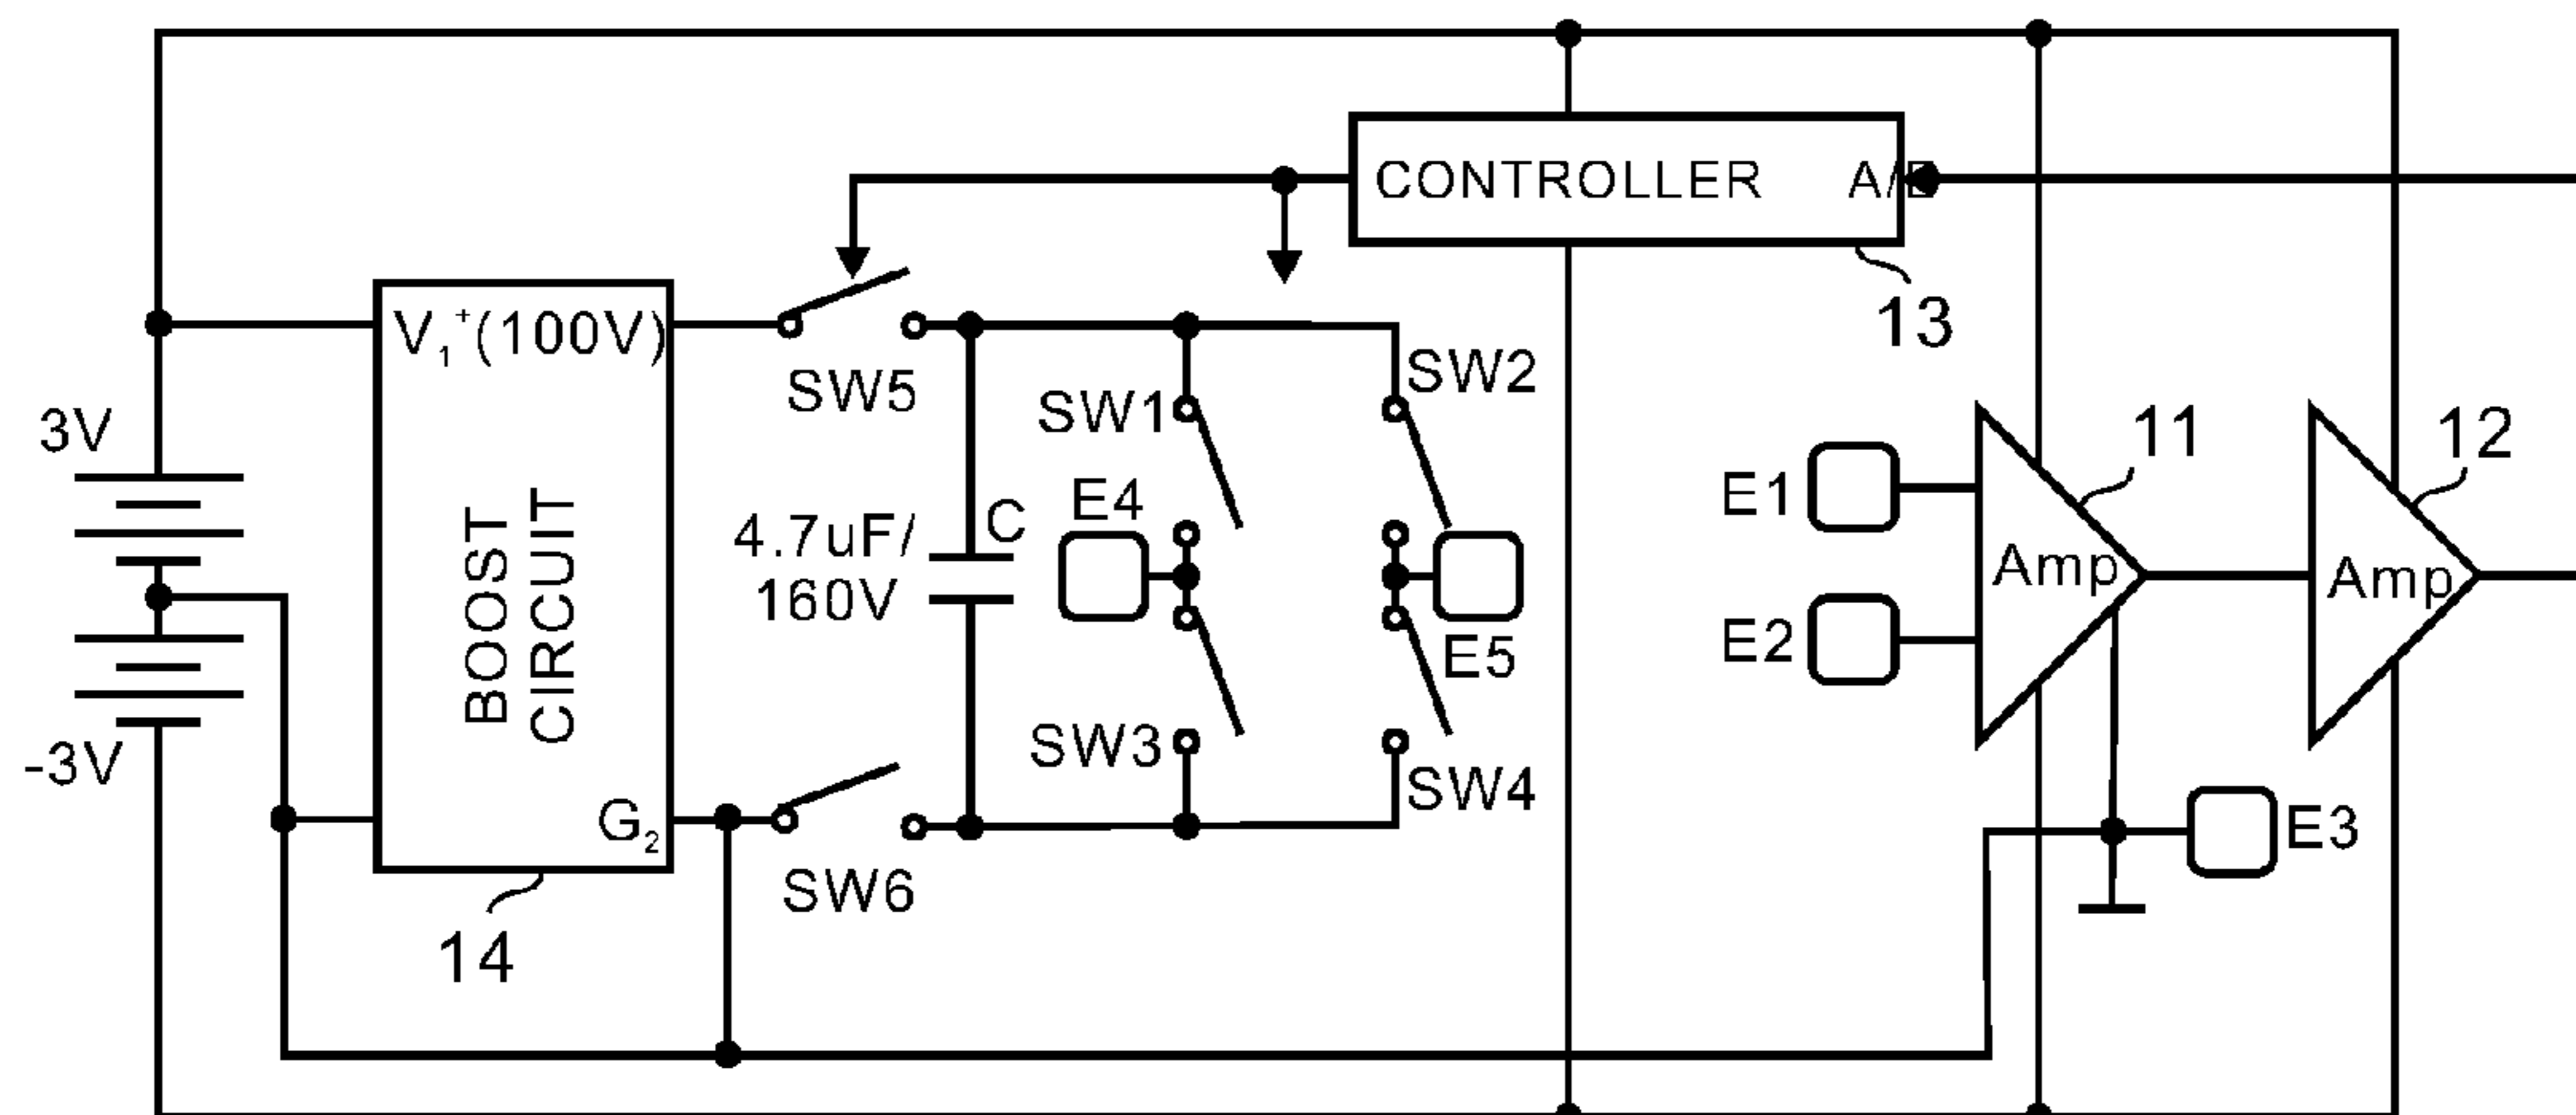 CONTROLLER
A/D
13
V₁⁺(100V)
SW5
SW2
SW1
3V
11
12
E4
C
4.7uF/
160V
BOOST
CIRCUIT
E1
Amp
Amp
E2
E5
SW3
SW4
-3V
G₂
E3
SW6
14